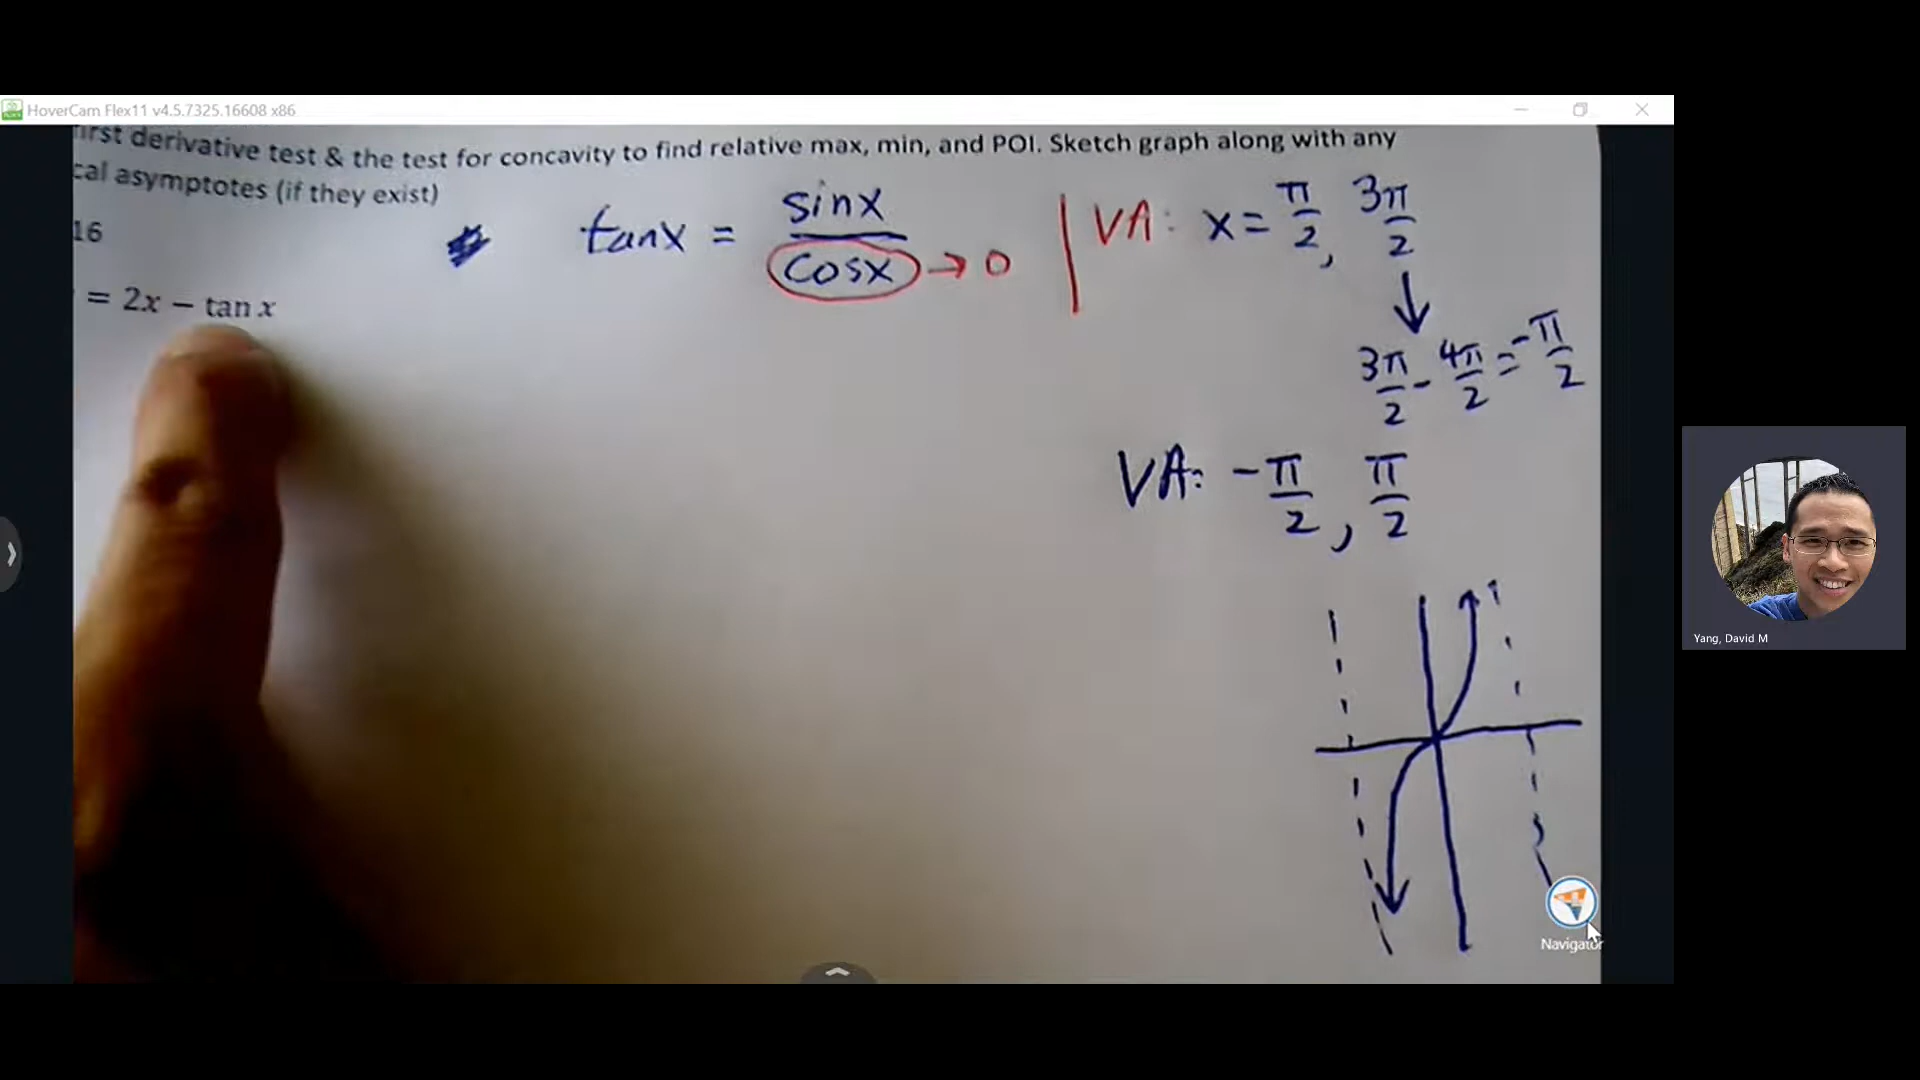 HoverCam Flex11 v4.5.7325.16608 x86
first derivative test & the test for concavity to find relative max, min, and POI. Sketch graph along with any
cal asymptotes (if they exist)
16
= 2x − tan x
tanx = sinx / cosx → 0
VA: x = π/2, 3π/2
3π/2 - 4π/2 = -π/2
VA: -π/2, π/2
Navigator
Yang, David M